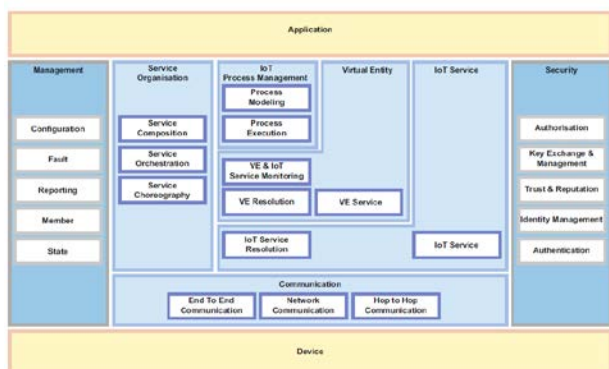 Application
Management
Configuration
Fault
Reporting
Member
State
Service
Organisation
Service
Composition
Service
Orchestration
Service
Choreography
IoT
Process Management
Process
Modeling
Process
Execution
Virtual Entity
VE & IoT
Service Monitoring
VE Resolution
VE Service
IoT Service
IoT Service
Resolution
IoT Service
Security
Authorisation
Key Exchange &
Management
Trust & Reputation
Identity Management
Authentication
Communication
End To End
Communication
Network
Communication
Hop to Hop
Communication
Device